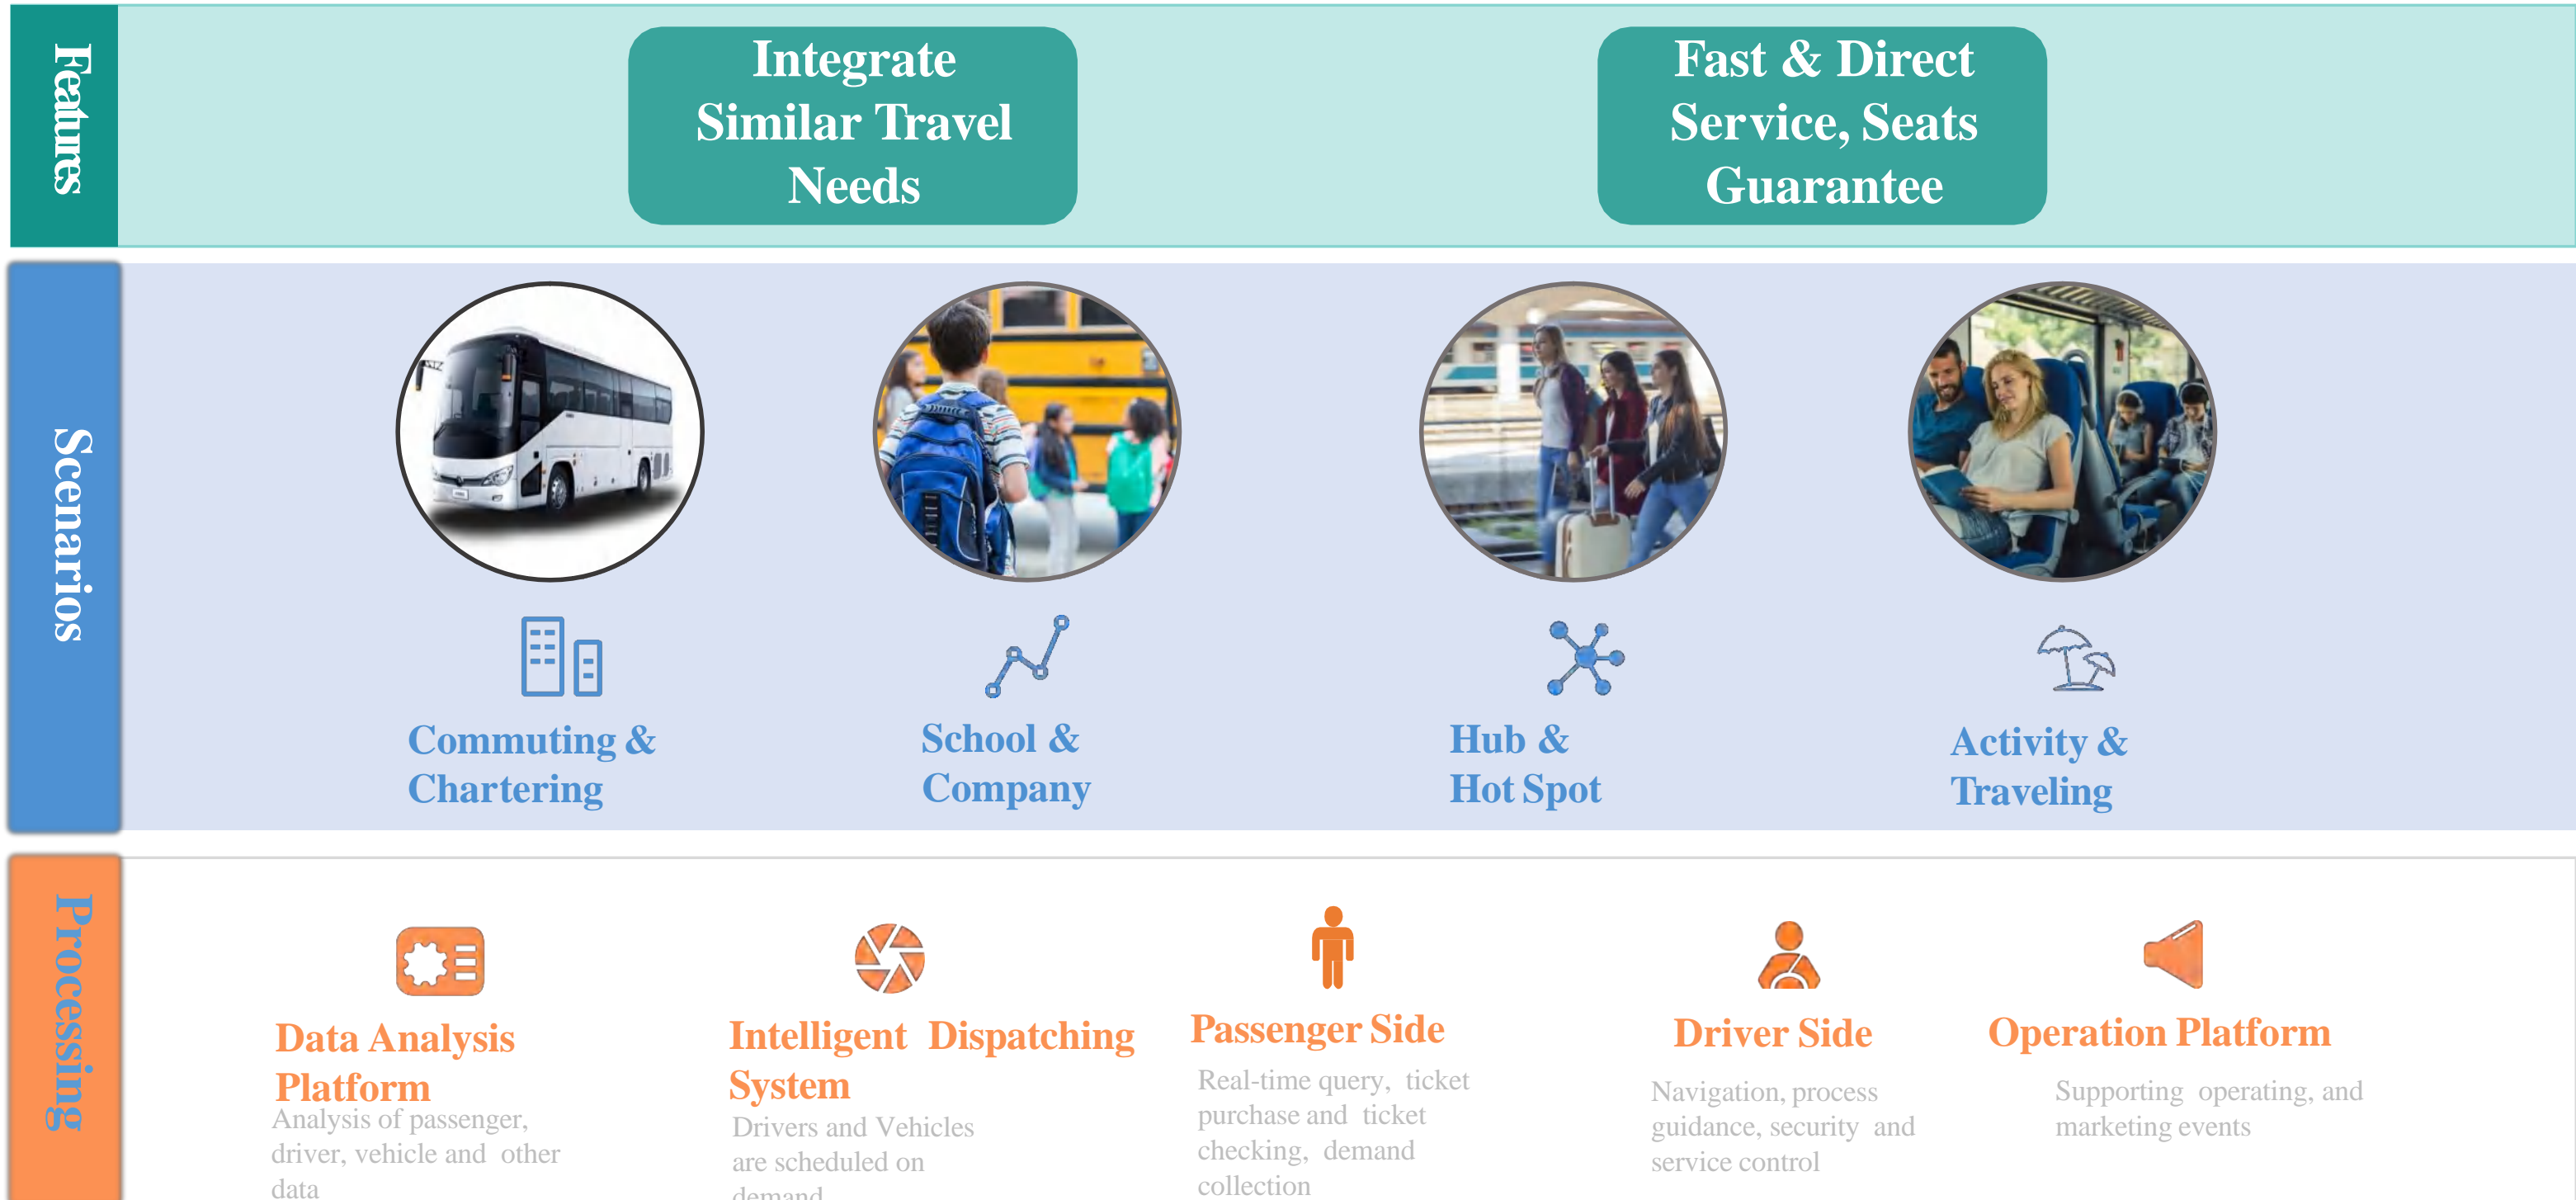 Features
Integrate
Similar Travel
Needs
Fast & Direct
Service, Seats
Guarantee
Scenarios
Commuting &
Chartering
School &
Company
Hub &
Hot Spot
Activity &
Traveling
Processing
Data Analysis
Platform
Analysis of passenger,
driver, vehicle and other
data
Intelligent Dispatching
System
Drivers and Vehicles
are scheduled on
demand
Passenger Side
Real-time query, ticket
purchase and ticket
checking, demand
collection
Driver Side
Navigation, process
guidance, security and
service control
Operation Platform
Supporting operating, and
marketing events